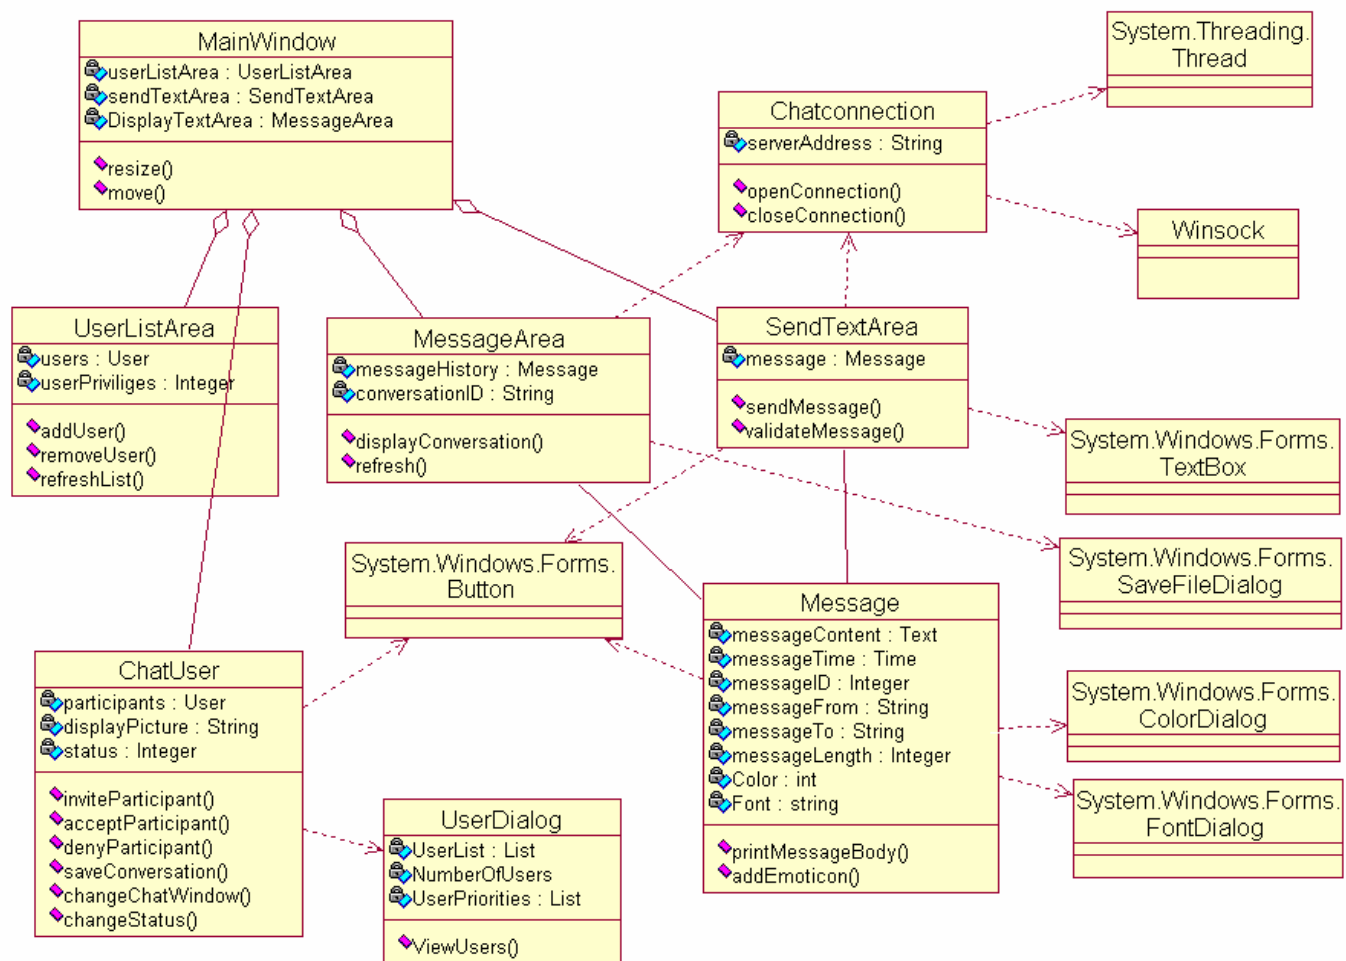 MainWindow
userListArea : UserListArea
sendTextArea : SendTextArea
DisplayTextArea : MessageArea
resize()
move()
System.Threading.
Thread
Chatconnection
serverAddress : String
openConnection()
closeConnection()
Winsock
UserListArea
users : User
userPriviliges : Integer
addUser()
removeUser()
refreshList()
MessageArea
messageHistory : Message
conversationID : String
displayConversation()
refresh()
SendTextArea
message : Message
sendMessage()
validateMessage()
System.Windows.Forms.
TextBox
System.Windows.Forms.
SaveFileDialog
System.Windows.Forms.
Button
Message
messageContent : Text
messageTime : Time
messageID : Integer
messageFrom : String
messageTo : String
messageLength : Integer
Color : int
Font : string
printMessageBody()
addEmoticon()
System.Windows.Forms.
ColorDialog
System.Windows.Forms.
FontDialog
ChatUser
participants : User
displayPicture : String
status : Integer
inviteParticipant()
acceptParticipant()
denyParticipant()
saveConversation()
changeChatWindow()
changeStatus()
UserDialog
UserList : List
NumberOfUsers
UserPriorities : List
ViewUsers()